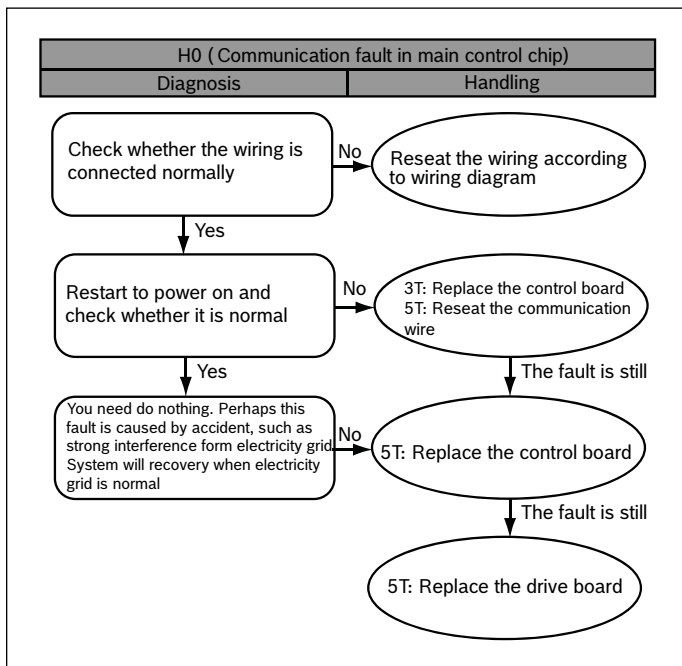 H0 ( Communication fault in main control chip)
Diagnosis
Handling
Check whether the wiring is
connected normally
No
Reseat the wiring according
to wiring diagram
Yes
Restart to power on and
check whether it is normal
No
3T: Replace the control board
5T: Reseat the communication
wire
Yes
The fault is still
You need do nothing. Perhaps this
fault is caused by accident, such as
strong interference form electricity grid.
System will recovery when electricity
grid is normal
No
5T: Replace the control board
The fault is still
5T: Replace the drive board